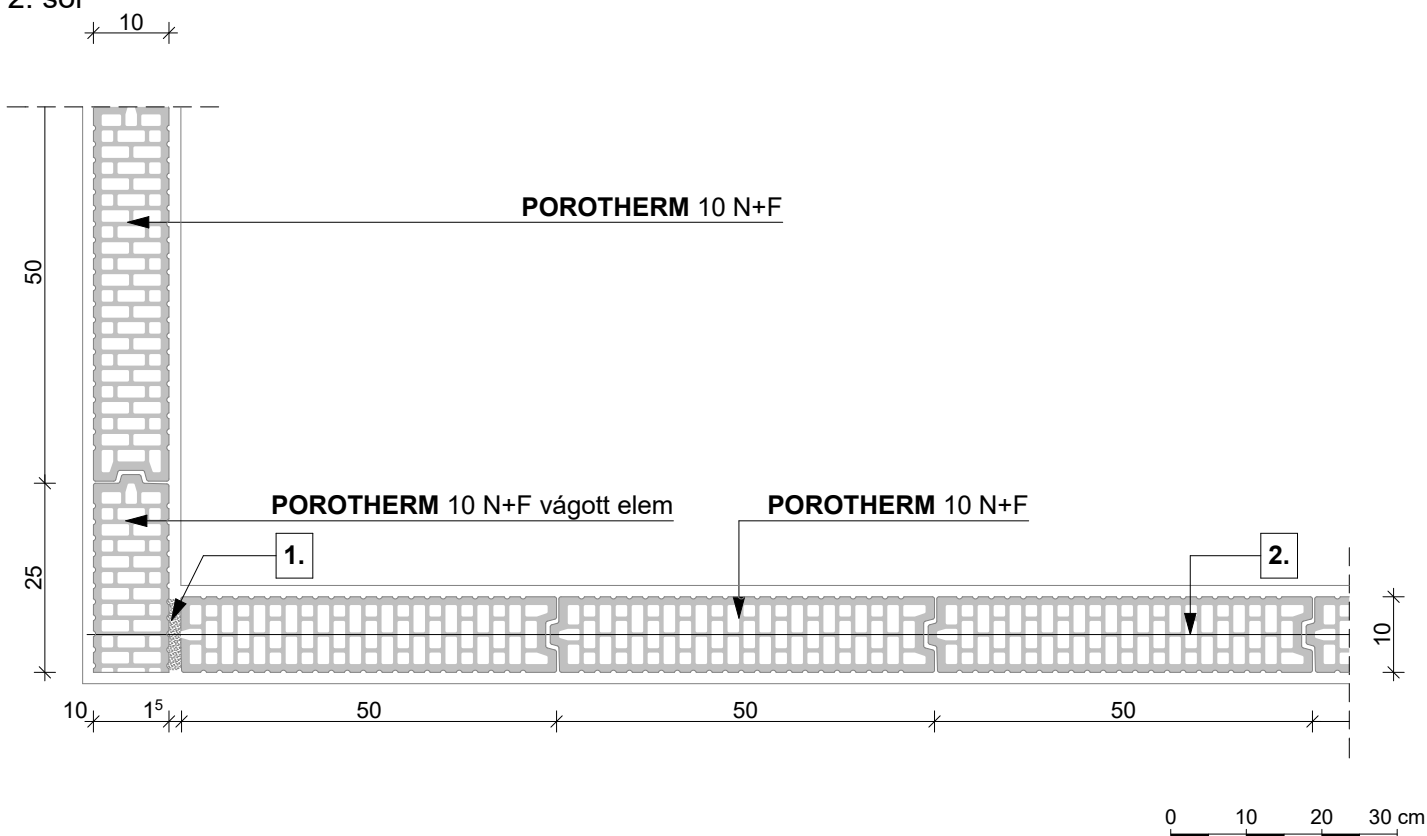 2. sor
10
POROTHERM 10 N+F
50
POROTHERM 10 N+F vágott elem
POROTHERM 10 N+F
1.
2.
25
10
10 1⁵ 50 50 50
0 10 20 30 cm